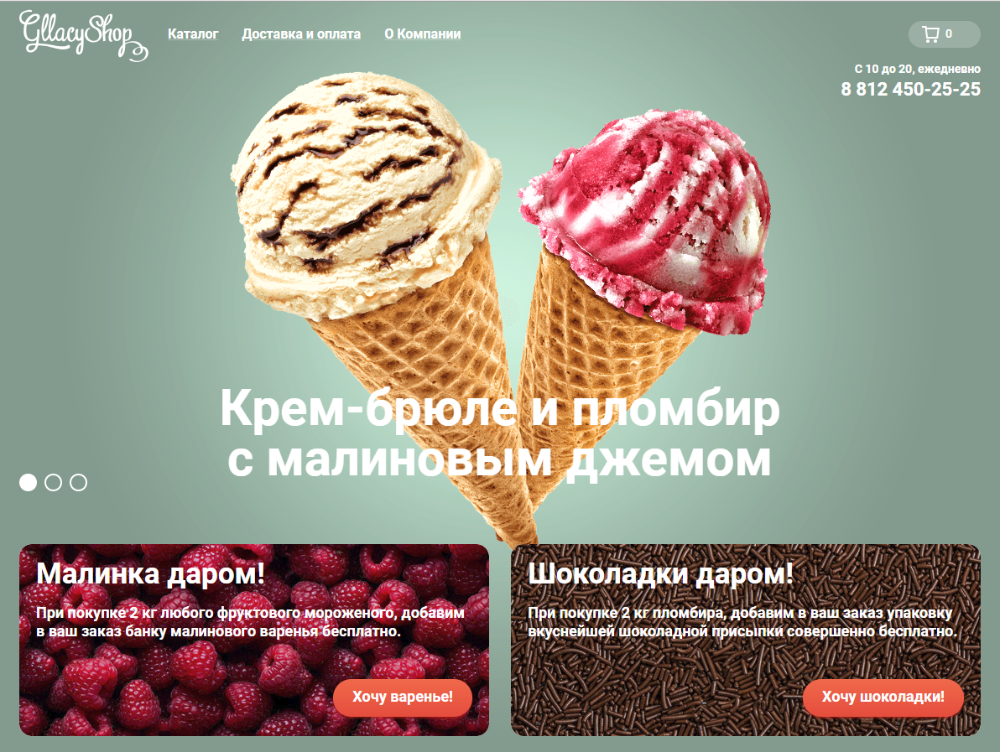 GllacyShop
Каталог Доставка и оплата О Компании
0
С 10 до 20, ежедневно
8 812 450-25-25
Крем-брюле и пломбир
с малиновым джемом
Малинка даром!
При покупке 2 кг любого фруктового мороженого, добавим
в ваш заказ банку малинового варенья бесплатно.
Хочу варенье!
Шоколадки даром!
При покупке 2 кг пломбира, добавим в ваш заказ упаковку
вкуснейшей шоколадной присыпки совершенно бесплатно.
Хочу шоколадки!